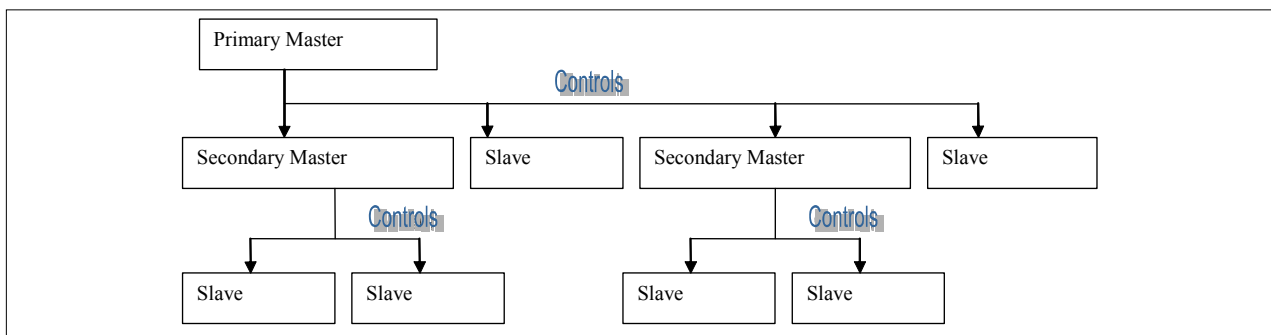 Primary Master
Controls
Secondary Master
Slave
Secondary Master
Slave
Controls
Controls
Slave
Slave
Slave
Slave